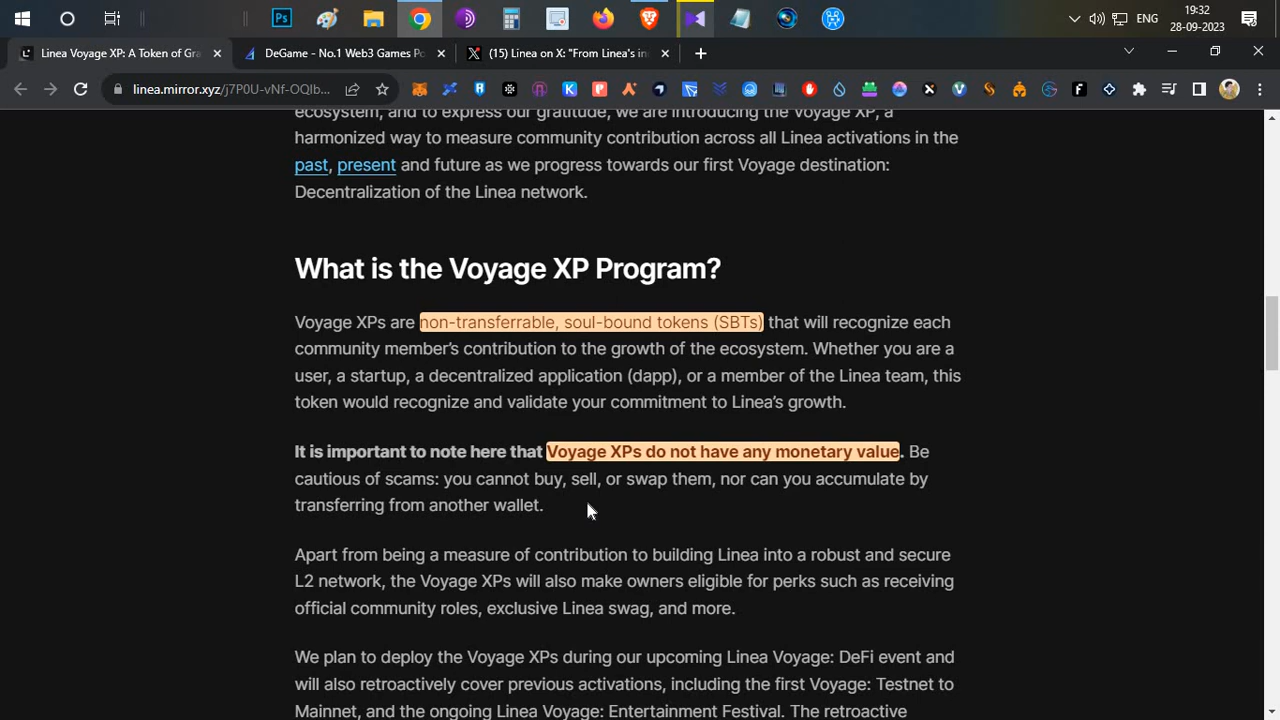 19:32
ENG
28-09-2023
Linea Voyage XP: A Token of Gra
DeGame - No.1 Web3 Games Po
(15) Linea on X: "From Linea's in
linea.mirror.xyz/j7P0U-vNf-OQlb...
ecosystem, and to express our gratitude, we are introducing the Voyage XP, a
harmonized way to measure community contribution across all Linea activations in the
past, present and future as we progress towards our first Voyage destination:
Decentralization of the Linea network.
What is the Voyage XP Program?
Voyage XPs are non-transferrable, soul-bound tokens (SBTs) that will recognize each
community member's contribution to the growth of the ecosystem. Whether you are a
user, a startup, a decentralized application (dapp), or a member of the Linea team, this
token would recognize and validate your commitment to Linea's growth.
It is important to note here that Voyage XPs do not have any monetary value. Be
cautious of scams: you cannot buy, sell, or swap them, nor can you accumulate by
transferring from another wallet.
Apart from being a measure of contribution to building Linea into a robust and secure
L2 network, the Voyage XPs will also make owners eligible for perks such as receiving
official community roles, exclusive Linea swag, and more.
We plan to deploy the Voyage XPs during our upcoming Linea Voyage: DeFi event and
will also retroactively cover previous activations, including the first Voyage: Testnet to
Mainnet, and the ongoing Linea Voyage: Entertainment Festival. The retroactive